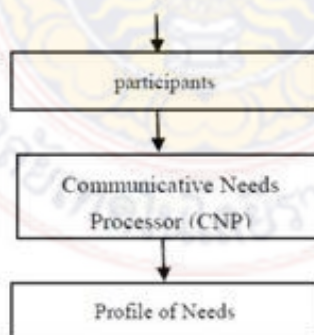 participants
Communicative Needs
Processor (CNP)
Profile of Needs